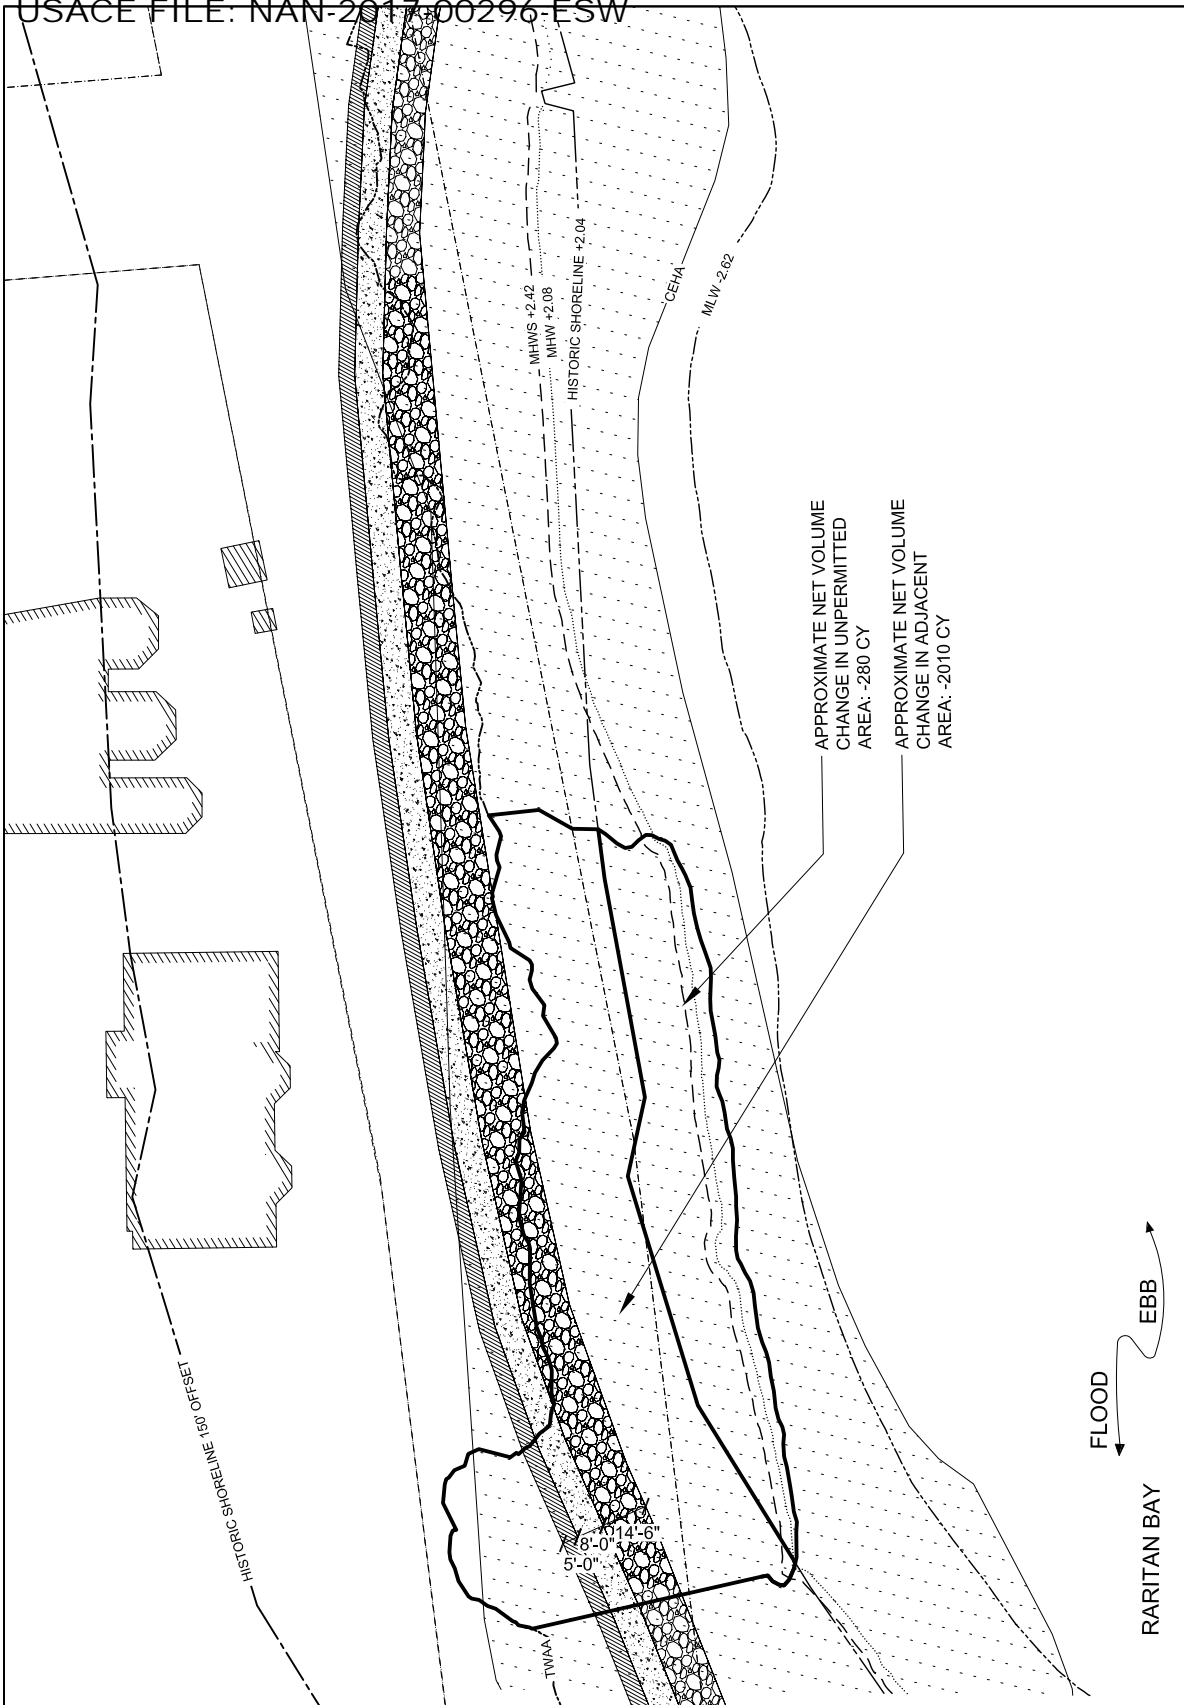 USACE FILE: NAN-2017-00296-ESW
MHWS +2.42
MHW +2.08
HISTORIC SHORELINE +2.04
CEHA
MLW -2.62
APPROXIMATE NET VOLUME
CHANGE IN UNPERMITTED
AREA: -280 CY
APPROXIMATE NET VOLUME
CHANGE IN ADJACENT
AREA: -2010 CY
HISTORIC SHORELINE 150' OFFSET
TWAA
5'-0"
8'-0"
14'-6"
FLOOD
EBB
RARITAN BAY